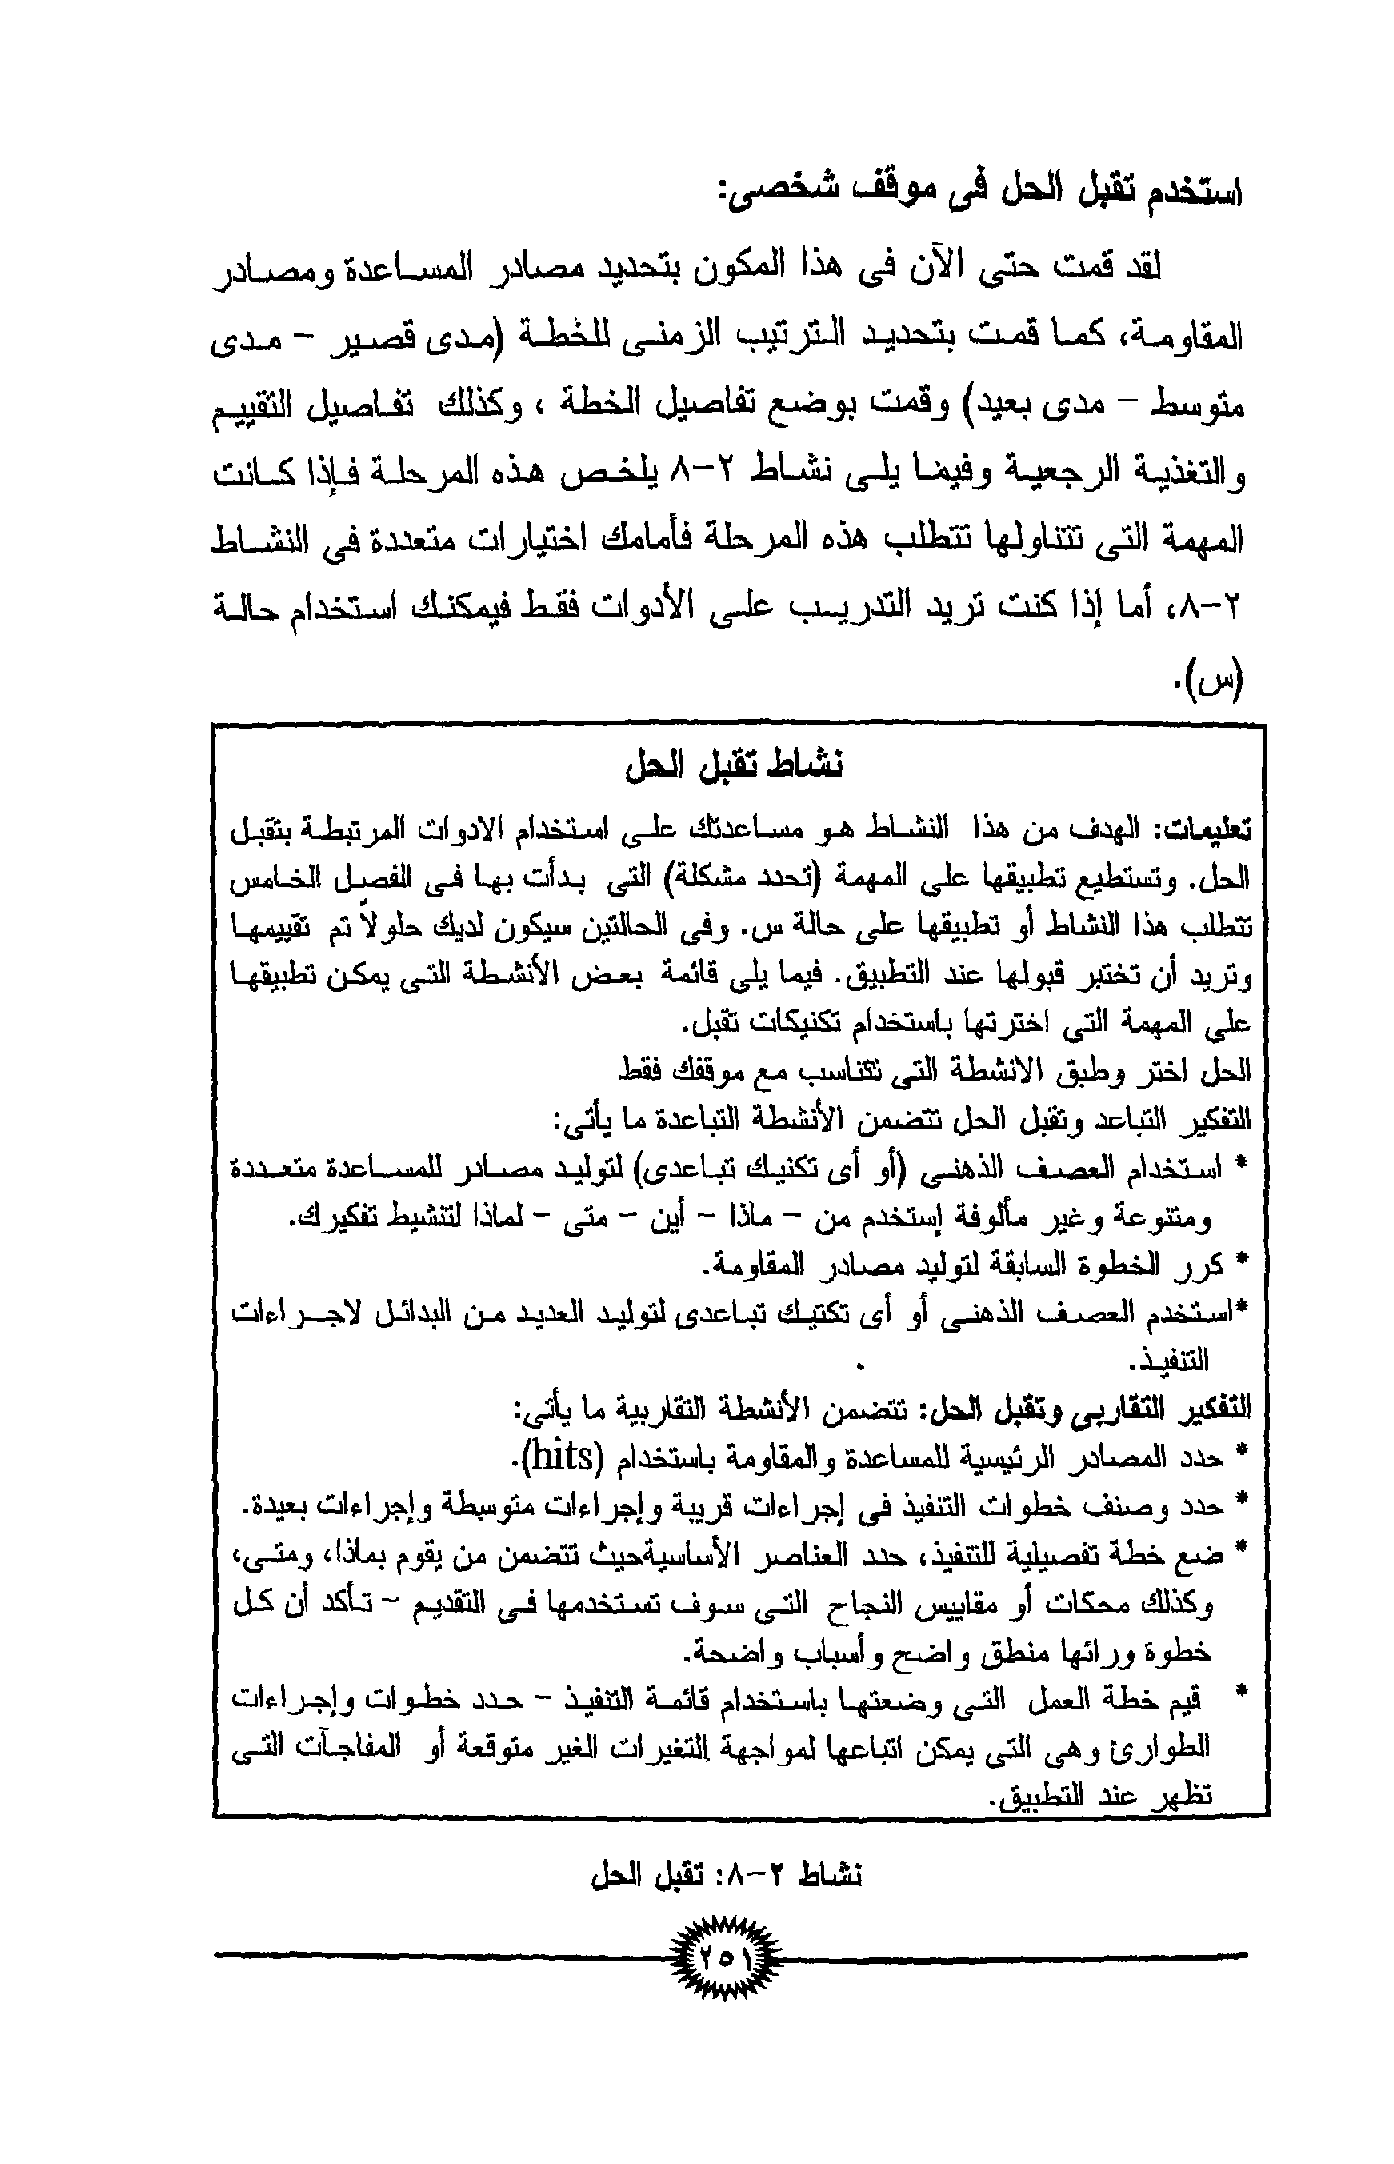 استخدم تقبل الحل فى موقف شخصى:
لقد قمت حتى الآن فى هذا المكون بتحديد مصادر المساعدة ومصادر
المقاومة، كما قمت بتحديد الترتيب الزمنى للخطة (مدى قصير - مدى
متوسط - مدى بعيد) وقمت بوضع تفاصيل الخطة ، وكذلك تفاصيل التقييم
والتغذية الرجعية وفيما يلى نشاط ٢-٨ يلخص هذه المرحلة فإذا كانت
المهمة التى تتناولها تتطلب هذه المرحلة فأمامك اختيارات متعددة فى النشاط
٢-٨، أما إذا كنت تريد التدريب على الأدوات فقط فيمكنك استخدام حالة
(س).
نشاط تقبل الحل
تعليمات: الهدف من هذا النشاط هو مساعدتك على استخدام الادوات المرتبطة بتقبل
الحل. وتستطيع تطبيقها على المهمة (تحدد مشكلة) التى بدأت بها فى الفصل الخامس
تتطلب هذا النشاط أو تطبيقها على حالة س. وفى الحالتين سيكون لديك حلولاً تم تقييمها
وتريد أن تختبر قبولها عند التطبيق. فيما يلى قائمة بعض الأنشطة التى يمكن تطبيقها
على المهمة التى اخترتها باستخدام تكنيكات تقبل.
الحل اختر وطبق الانشطة التى تتناسب مع موقفك فقط
التفكير التباعد وتقبل الحل تتضمن الأنشطة التباعدة ما يأتى:
* استخدام العصف الذهنى (أو أى تكنيك تباعدى) لتوليد مصادر للمساعدة متعددة
ومتنوعة وغير مألوفة إستخدم من - ماذا - أين - متى - لماذا لتنشيط تفكيرك.
* كرر الخطوة السابقة لتوليد مصادر المقاومة.
*استخدم العصف الذهنى أو أى تكتيك تباعدى لتوليد العديد من البدائل لاجراءات
التنفيذ.
التفكير التقاربى وتقبل الحل: تتضمن الأنشطة التقاربية ما يأتى:
* حدد المصادر الرئيسية للمساعدة والمقاومة باستخدام (hits).
* حدد وصنف خطوات التنفيذ فى إجراءات قريبة وإجراءات متوسطة وإجراءات بعيدة.
* ضع خطة تفصيلية للتنفيذ، حدد العناصر الأساسيةحيث تتضمن من يقوم بماذا، ومتى،
وكذلك محكات أو مقاييس النجاح التى سوف تستخدمها فى التقديم - تأكد أن كل
خطوة ورائها منطق واضح وأسباب واضحة.
* قيم خطة العمل التى وضعتها باستخدام قائمة التنفيذ - حدد خطوات وإجراءات
الطوارئ وهى التى يمكن اتباعها لمواجهة التغيرات الغير متوقعة أو المفاجآت التى
تظهر عند التطبيق.
نشاط ٢-٨: تقبل الحل
٢٥١